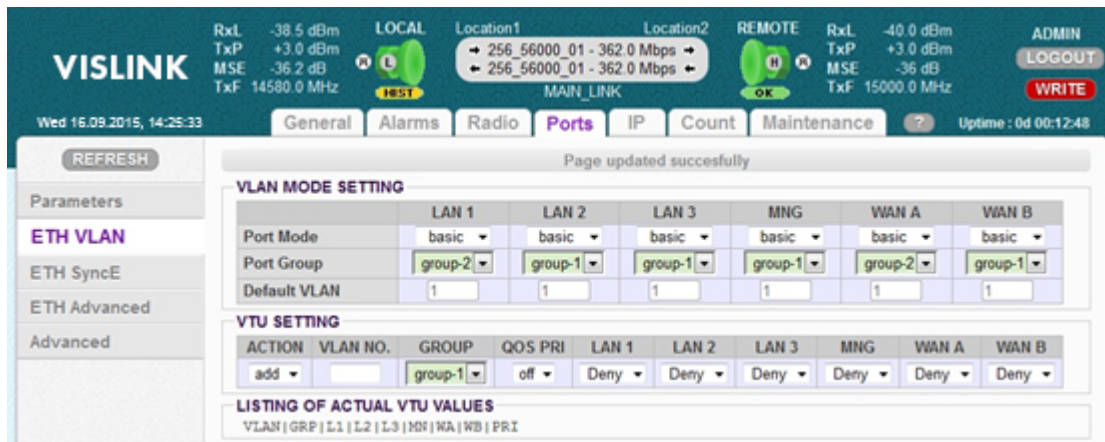 RxL -38.5 dBm LOCAL Location1 Location2 REMOTE RxL -40.0 dBm ADMIN
VISLINK TxP +3.0 dBm R L → 256_56000_01 - 362.0 Mbps → H R TxP +3.0 dBm LOGOUT
MSE -36.2 dB ← 256_56000_01 - 362.0 Mbps ← MSE -36 dB
TxF 14580.0 MHz HIST MAIN_LINK OK TxF 15000.0 MHz WRITE
Wed 16.09.2015, 14:25:33 General Alarms Radio Ports IP Count Maintenance ? Uptime : 0d 00:12:48
REFRESH Page updated succesfully
Parameters
ETH VLAN
ETH SyncE
ETH Advanced
Advanced
VLAN MODE SETTING
LAN 1 LAN 2 LAN 3 MNG WAN A WAN B
Port Mode basic basic basic basic basic basic
Port Group group-2 group-1 group-1 group-1 group-2 group-1
Default VLAN 1 1 1 1 1 1
VTU SETTING
ACTION VLAN NO. GROUP QOS PRI LAN 1 LAN 2 LAN 3 MNG WAN A WAN B
add group-1 off Deny Deny Deny Deny Deny Deny
LISTING OF ACTUAL VTU VALUES
VLAN|GRP|L1|L2|L3|MN|WA|WB|PRI